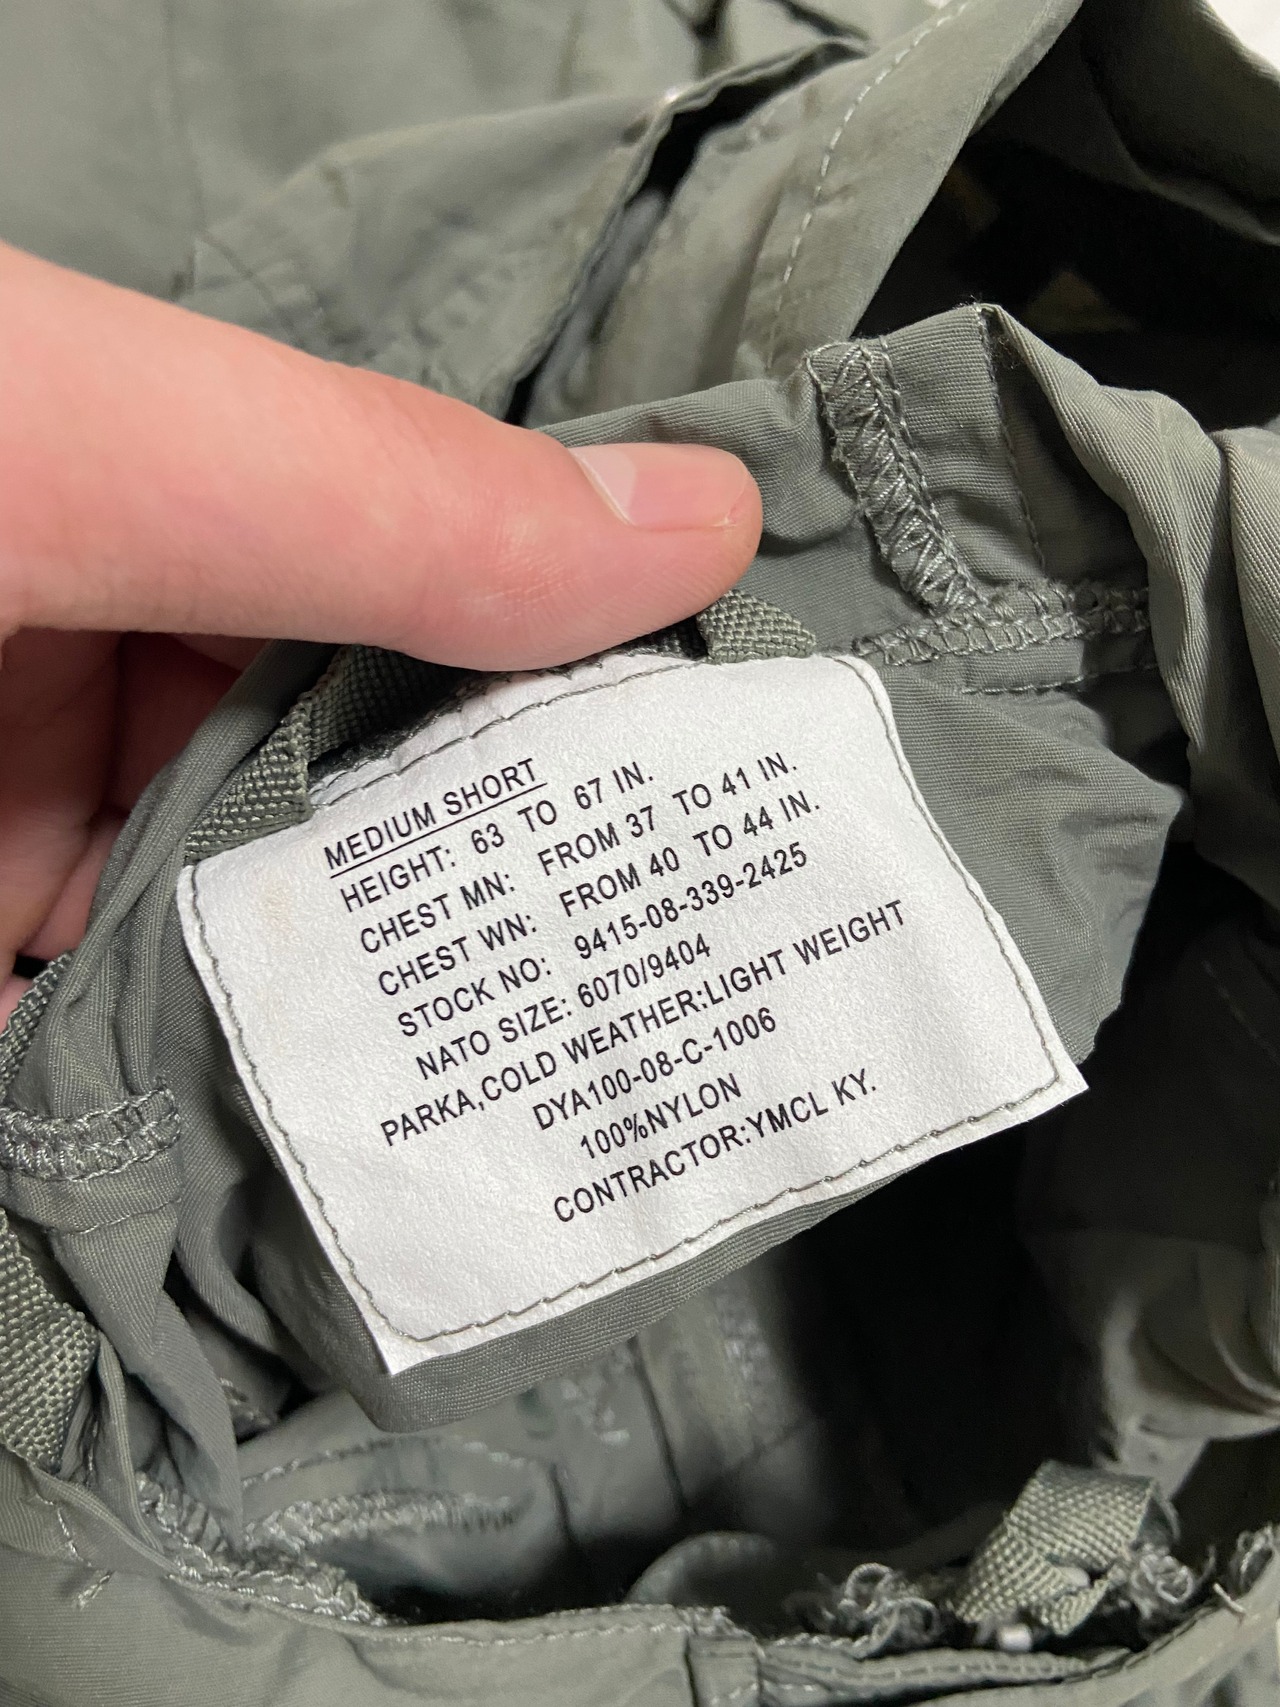 MEDIUM SHORT
HEIGHT: 63 TO 67 IN.
CHEST MN: FROM 37 TO 41 IN.
CHEST WN: FROM 40 TO 44 IN.
STOCK NO: 9415-08-339-2425
NATO SIZE: 6070/9404
PARKA,COLD WEATHER:LIGHT WEIGHT
DYA100-08-C-1006
100%NYLON
CONTRACTOR:YMCL KY.